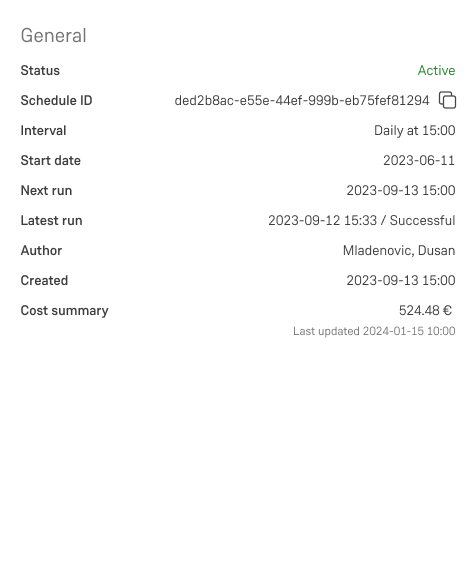 General
Status Active
Schedule ID ded2b8ac-e55e-44ef-999b-eb75fef81294
Interval Daily at 15:00
Start date 2023-06-11
Next run 2023-09-13 15:00
Latest run 2023-09-12 15:33 / Successful
Author Mladenovic, Dusan
Created 2023-09-13 15:00
Cost summary 524.48 €
Last updated 2024-01-15 10:00